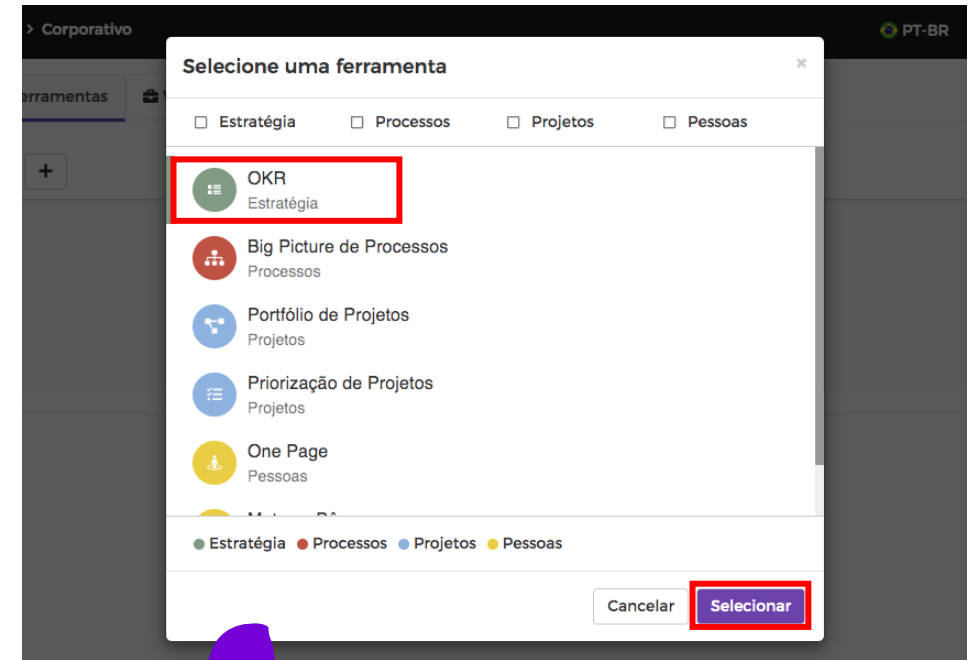 > Corporativo
PT-BR
Selecione uma ferramenta
×
Estratégia Processos Projetos Pessoas
+
OKR
Estratégia
Big Picture de Processos
Processos
Portfólio de Projetos
Projetos
Priorização de Projetos
Projetos
One Page
Pessoas
Estratégia Processos Projetos Pessoas
Cancelar Selecionar